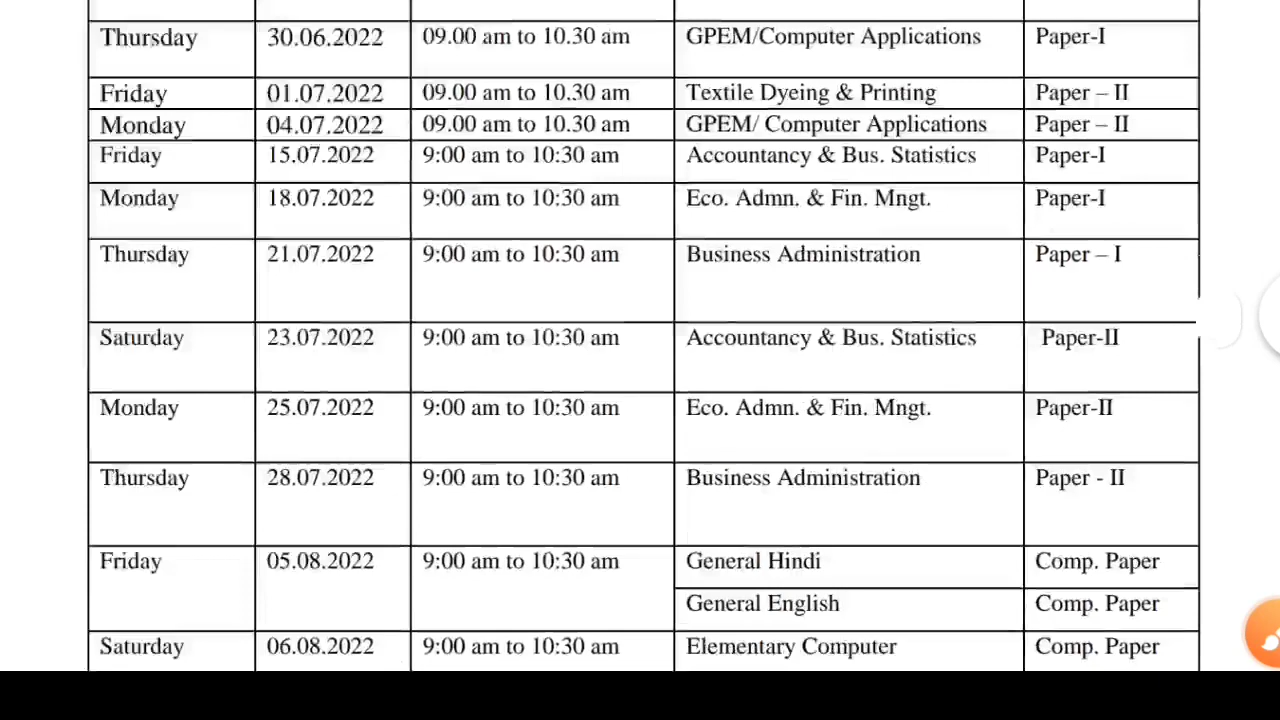 Thursday 30.06.2022 09.00 am to 10.30 am GPEM/Computer Applications Paper-I
Friday 01.07.2022 09.00 am to 10.30 am Textile Dyeing & Printing Paper – II
Monday 04.07.2022 09.00 am to 10.30 am GPEM/ Computer Applications Paper – II
Friday 15.07.2022 9:00 am to 10:30 am Accountancy & Bus. Statistics Paper-I
Monday 18.07.2022 9:00 am to 10:30 am Eco. Admn. & Fin. Mngt. Paper-I
Thursday 21.07.2022 9:00 am to 10:30 am Business Administration Paper – I
Saturday 23.07.2022 9:00 am to 10:30 am Accountancy & Bus. Statistics Paper-II
Monday 25.07.2022 9:00 am to 10:30 am Eco. Admn. & Fin. Mngt. Paper-II
Thursday 28.07.2022 9:00 am to 10:30 am Business Administration Paper - II
Friday 05.08.2022 9:00 am to 10:30 am General Hindi Comp. Paper
General English Comp. Paper
Saturday 06.08.2022 9:00 am to 10:30 am Elementary Computer Comp. Paper